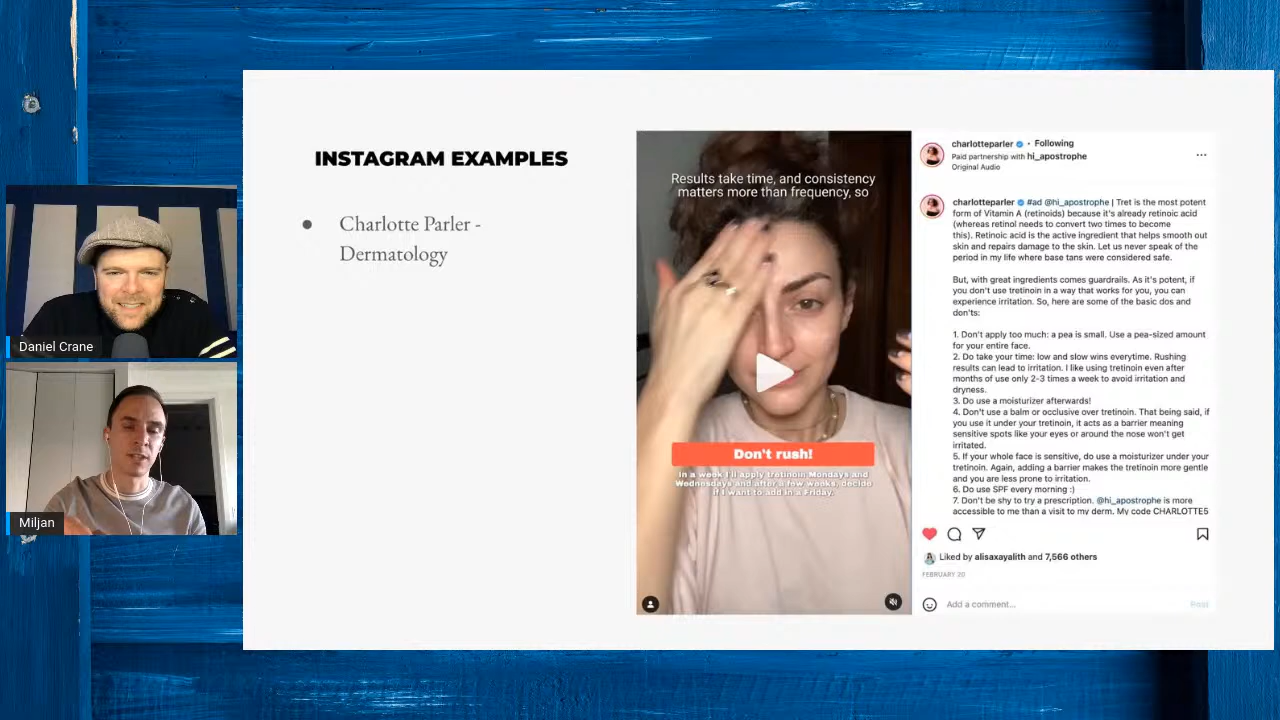 INSTAGRAM EXAMPLES
● Charlotte Parler -
Dermatology
Daniel Crane
Miljan
Results take time, and consistency
matters more than frequency, so
Don't rush!
In a week I'll apply tretinoin Mondays and
Wednesdays and after a few weeks, decide
if I want to add in a Friday.
charlotteparler • Following
Paid partnership with hi_apostrophe
Original Audio
charlotteparler #ad @hi_apostrophe | Tret is the most potent
form of Vitamin A (retinoids) because it's already retinoic acid
(whereas retinol needs to convert two times to become
this). Retinoic acid is the active ingredient that helps smooth out
skin and repairs damage to the skin. Let us never speak of the
period in my life where base tans were considered safe.
But, with great ingredients comes guardrails. As it's potent, if
you don't use tretinoin in a way that works for you, you can
experience irritation. So, here are some of the basic dos and
don'ts:
1. Don't apply too much: a pea is small. Use a pea-sized amount
for your entire face.
2. Do take your time: low and slow wins everytime. Rushing
results can lead to irritation. I like using tretinoin even after
months of use only 2-3 times a week to avoid irritation and
dryness.
3. Do use a moisturizer afterwards!
4. Don't use a balm or occlusive over tretinoin. That being said, if
you use it under your tretinoin, it acts as a barrier meaning
sensitive spots like your eyes or around the nose won't get
irritated.
5. If your whole face is sensitive, do use a moisturizer under your
tretinoin. Again, adding a barrier makes the tretinoin more gentle
and you are less prone to irritation.
6. Do use SPF every morning :)
7. Don't be shy to try a prescription. @hi_apostrophe is more
accessible to me than a visit to my derm. My code CHARLOTTE5
Liked by alisaxayalith and 7,566 others
FEBRUARY 20
Add a comment...
Post